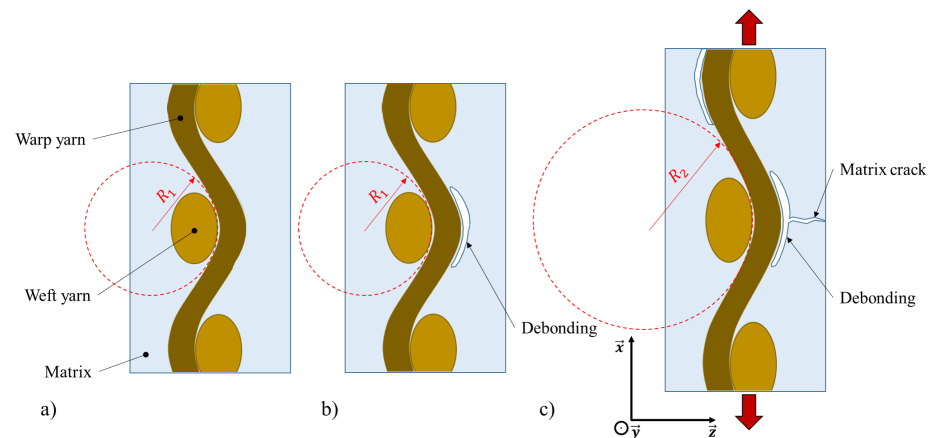 Warp yarn
Weft yarn
Matrix
R₁
a)
R₁
Debonding
b)
R₂
Matrix crack
Debonding
c)
x⃗
y⃗
z⃗